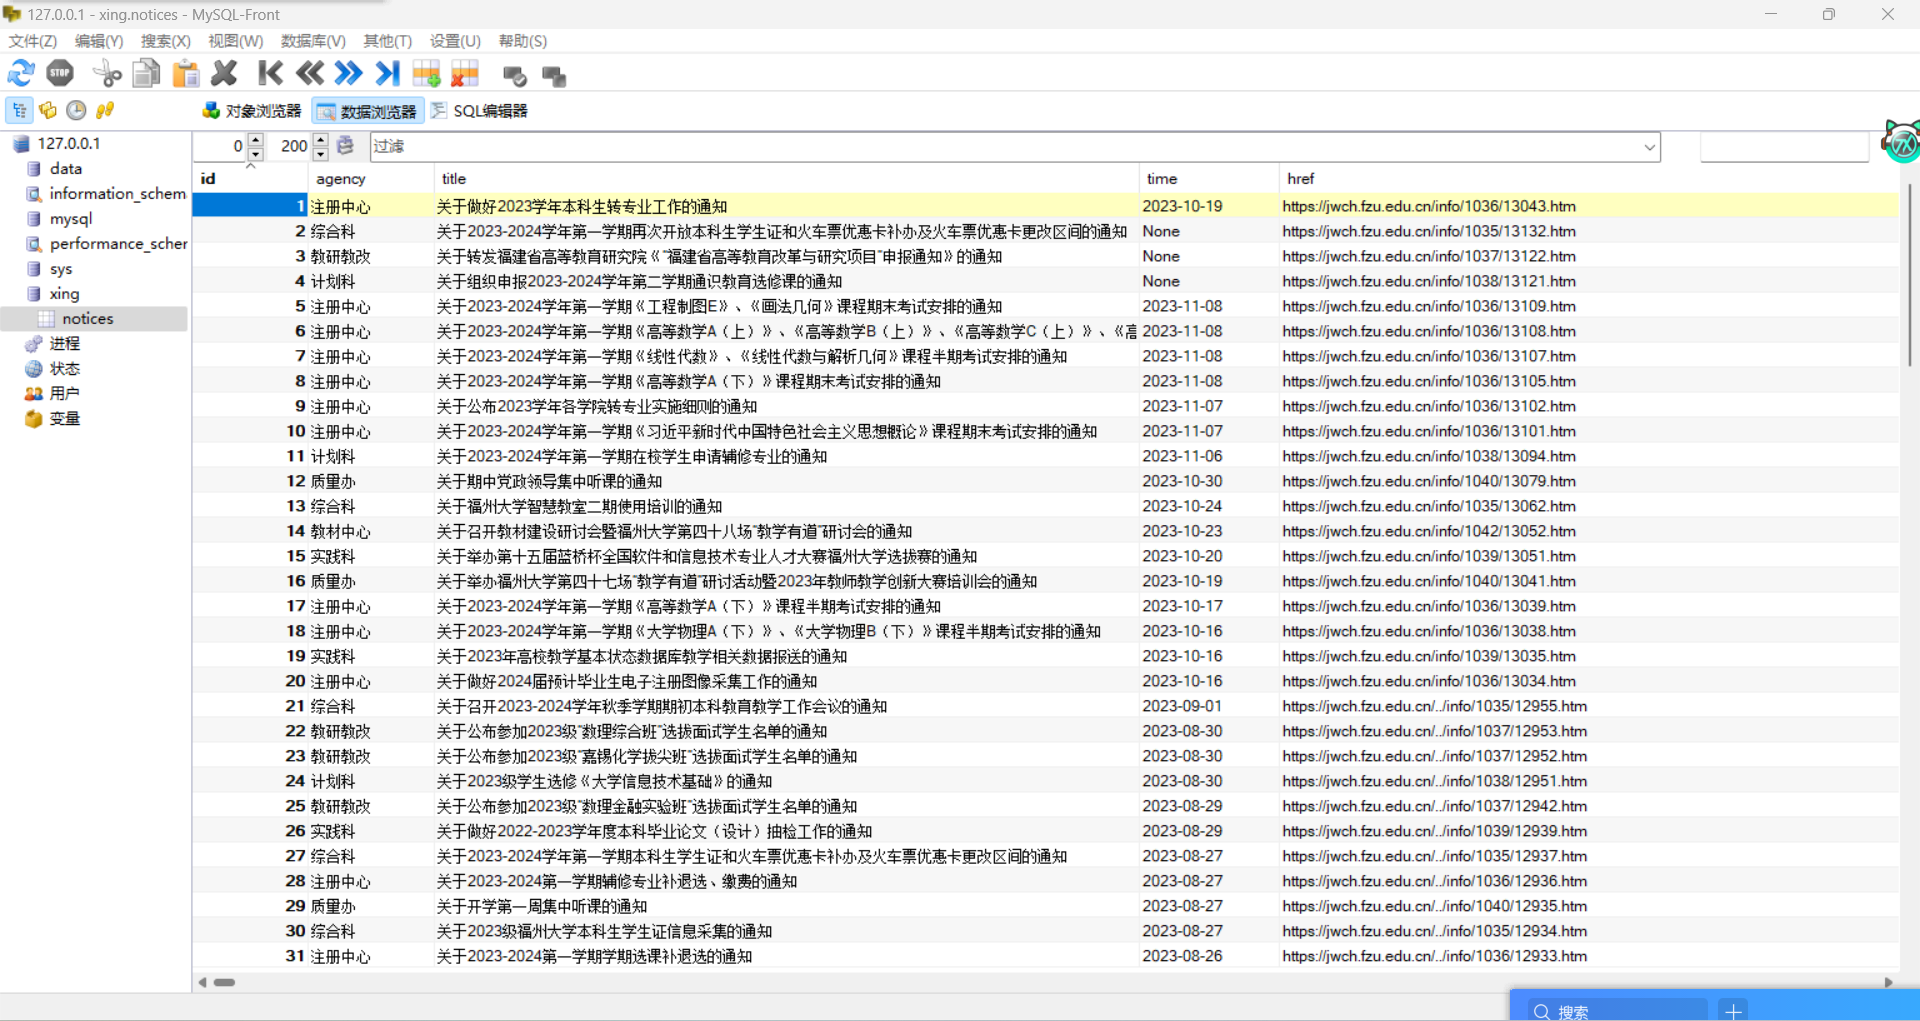 127.0.0.1 - xing.notices - MySQL-Front
文件(Z) 编辑(Y) 搜索(X) 视图(W) 数据库(V) 其他(T) 设置(U) 帮助(S)
STOP
对象浏览器 数据浏览器 SQL编辑器
127.0.0.1
data
information_schem
mysql
performance_scher
sys
xing
notices
进程
状态
用户
变量
0 200 过滤
id agency title time href
1 注册中心 关于做好2023学年本科生转专业工作的通知 2023-10-19 https://jwch.fzu.edu.cn/info/1036/13043.htm
2 综合科 关于2023-2024学年第一学期再次开放本科生学生证和火车票优惠卡补办及火车票优惠卡更改区间的通知 None https://jwch.fzu.edu.cn/info/1035/13132.htm
3 教研教改 关于转发福建省高等教育研究院《“福建省高等教育改革与研究项目”申报通知》的通知 None https://jwch.fzu.edu.cn/info/1037/13122.htm
4 计划科 关于组织申报2023-2024学年第二学期通识教育选修课的通知 None https://jwch.fzu.edu.cn/info/1038/13121.htm
5 注册中心 关于2023-2024学年第一学期《工程制图E》、《画法几何》课程期末考试安排的通知 2023-11-08 https://jwch.fzu.edu.cn/info/1036/13109.htm
6 注册中心 关于2023-2024学年第一学期《高等数学A（上）》、《高等数学B（上）》、《高等数学C（上）》、《高 2023-11-08 https://jwch.fzu.edu.cn/info/1036/13108.htm
7 注册中心 关于2023-2024学年第一学期《线性代数》、《线性代数与解析几何》课程半期考试安排的通知 2023-11-08 https://jwch.fzu.edu.cn/info/1036/13107.htm
8 注册中心 关于2023-2024学年第一学期《高等数学A（下）》课程期末考试安排的通知 2023-11-08 https://jwch.fzu.edu.cn/info/1036/13105.htm
9 注册中心 关于公布2023学年各学院转专业实施细则的通知 2023-11-07 https://jwch.fzu.edu.cn/info/1036/13102.htm
10 注册中心 关于2023-2024学年第一学期《习近平新时代中国特色社会主义思想概论》课程期末考试安排的通知 2023-11-07 https://jwch.fzu.edu.cn/info/1036/13101.htm
11 计划科 关于2023-2024学年第一学期在校学生申请辅修专业的通知 2023-11-06 https://jwch.fzu.edu.cn/info/1038/13094.htm
12 质量办 关于期中党政领导集中听课的通知 2023-10-30 https://jwch.fzu.edu.cn/info/1040/13079.htm
13 综合科 关于福州大学智慧教室二期使用培训的通知 2023-10-24 https://jwch.fzu.edu.cn/info/1035/13062.htm
14 教材中心 关于召开教材建设研讨会暨福州大学第四十八场“教学有道”研讨会的通知 2023-10-23 https://jwch.fzu.edu.cn/info/1042/13052.htm
15 实践科 关于举办第十五届蓝桥杯全国软件和信息技术专业人才大赛福州大学选拔赛的通知 2023-10-20 https://jwch.fzu.edu.cn/info/1039/13051.htm
16 质量办 关于举办福州大学第四十七场“教学有道”研讨活动暨2023年教师教学创新大赛培训会的通知 2023-10-19 https://jwch.fzu.edu.cn/info/1040/13041.htm
17 注册中心 关于2023-2024学年第一学期《高等数学A（下）》课程半期考试安排的通知 2023-10-17 https://jwch.fzu.edu.cn/info/1036/13039.htm
18 注册中心 关于2023-2024学年第一学期《大学物理A（下）》、《大学物理B（下）》课程半期考试安排的通知 2023-10-16 https://jwch.fzu.edu.cn/info/1036/13038.htm
19 实践科 关于2023年高校教学基本状态数据库教学相关数据报送的通知 2023-10-16 https://jwch.fzu.edu.cn/info/1039/13035.htm
20 注册中心 关于做好2024届预计毕业生电子注册图像采集工作的通知 2023-10-16 https://jwch.fzu.edu.cn/info/1036/13034.htm
21 综合科 关于召开2023-2024学年秋季学期期初本科教育教学工作会议的通知 2023-09-01 https://jwch.fzu.edu.cn/../info/1035/12955.htm
22 教研教改 关于公布参加2023级“数理综合班”选拔面试学生名单的通知 2023-08-30 https://jwch.fzu.edu.cn/../info/1037/12953.htm
23 教研教改 关于公布参加2023级“嘉锡化学拔尖班”选拔面试学生名单的通知 2023-08-30 https://jwch.fzu.edu.cn/../info/1037/12952.htm
24 计划科 关于2023级学生选修《大学信息技术基础》的通知 2023-08-30 https://jwch.fzu.edu.cn/../info/1038/12951.htm
25 教研教改 关于公布参加2023级“数理金融实验班”选拔面试学生名单的通知 2023-08-29 https://jwch.fzu.edu.cn/../info/1037/12942.htm
26 实践科 关于做好2022-2023学年度本科毕业论文（设计）抽检工作的通知 2023-08-29 https://jwch.fzu.edu.cn/../info/1039/12939.htm
27 综合科 关于2023-2024学年第一学期本科生学生证和火车票优惠卡补办及火车票优惠卡更改区间的通知 2023-08-27 https://jwch.fzu.edu.cn/../info/1035/12937.htm
28 注册中心 关于2023-2024第一学期辅修专业补退选、缴费的通知 2023-08-27 https://jwch.fzu.edu.cn/../info/1036/12936.htm
29 质量办 关于开学第一周集中听课的通知 2023-08-27 https://jwch.fzu.edu.cn/../info/1040/12935.htm
30 综合科 关于2023级福州大学本科生学生证信息采集的通知 2023-08-27 https://jwch.fzu.edu.cn/../info/1035/12934.htm
31 注册中心 关于2023-2024第一学期学期选课补退选的通知 2023-08-26 https://jwch.fzu.edu.cn/../info/1036/12933.htm
搜索